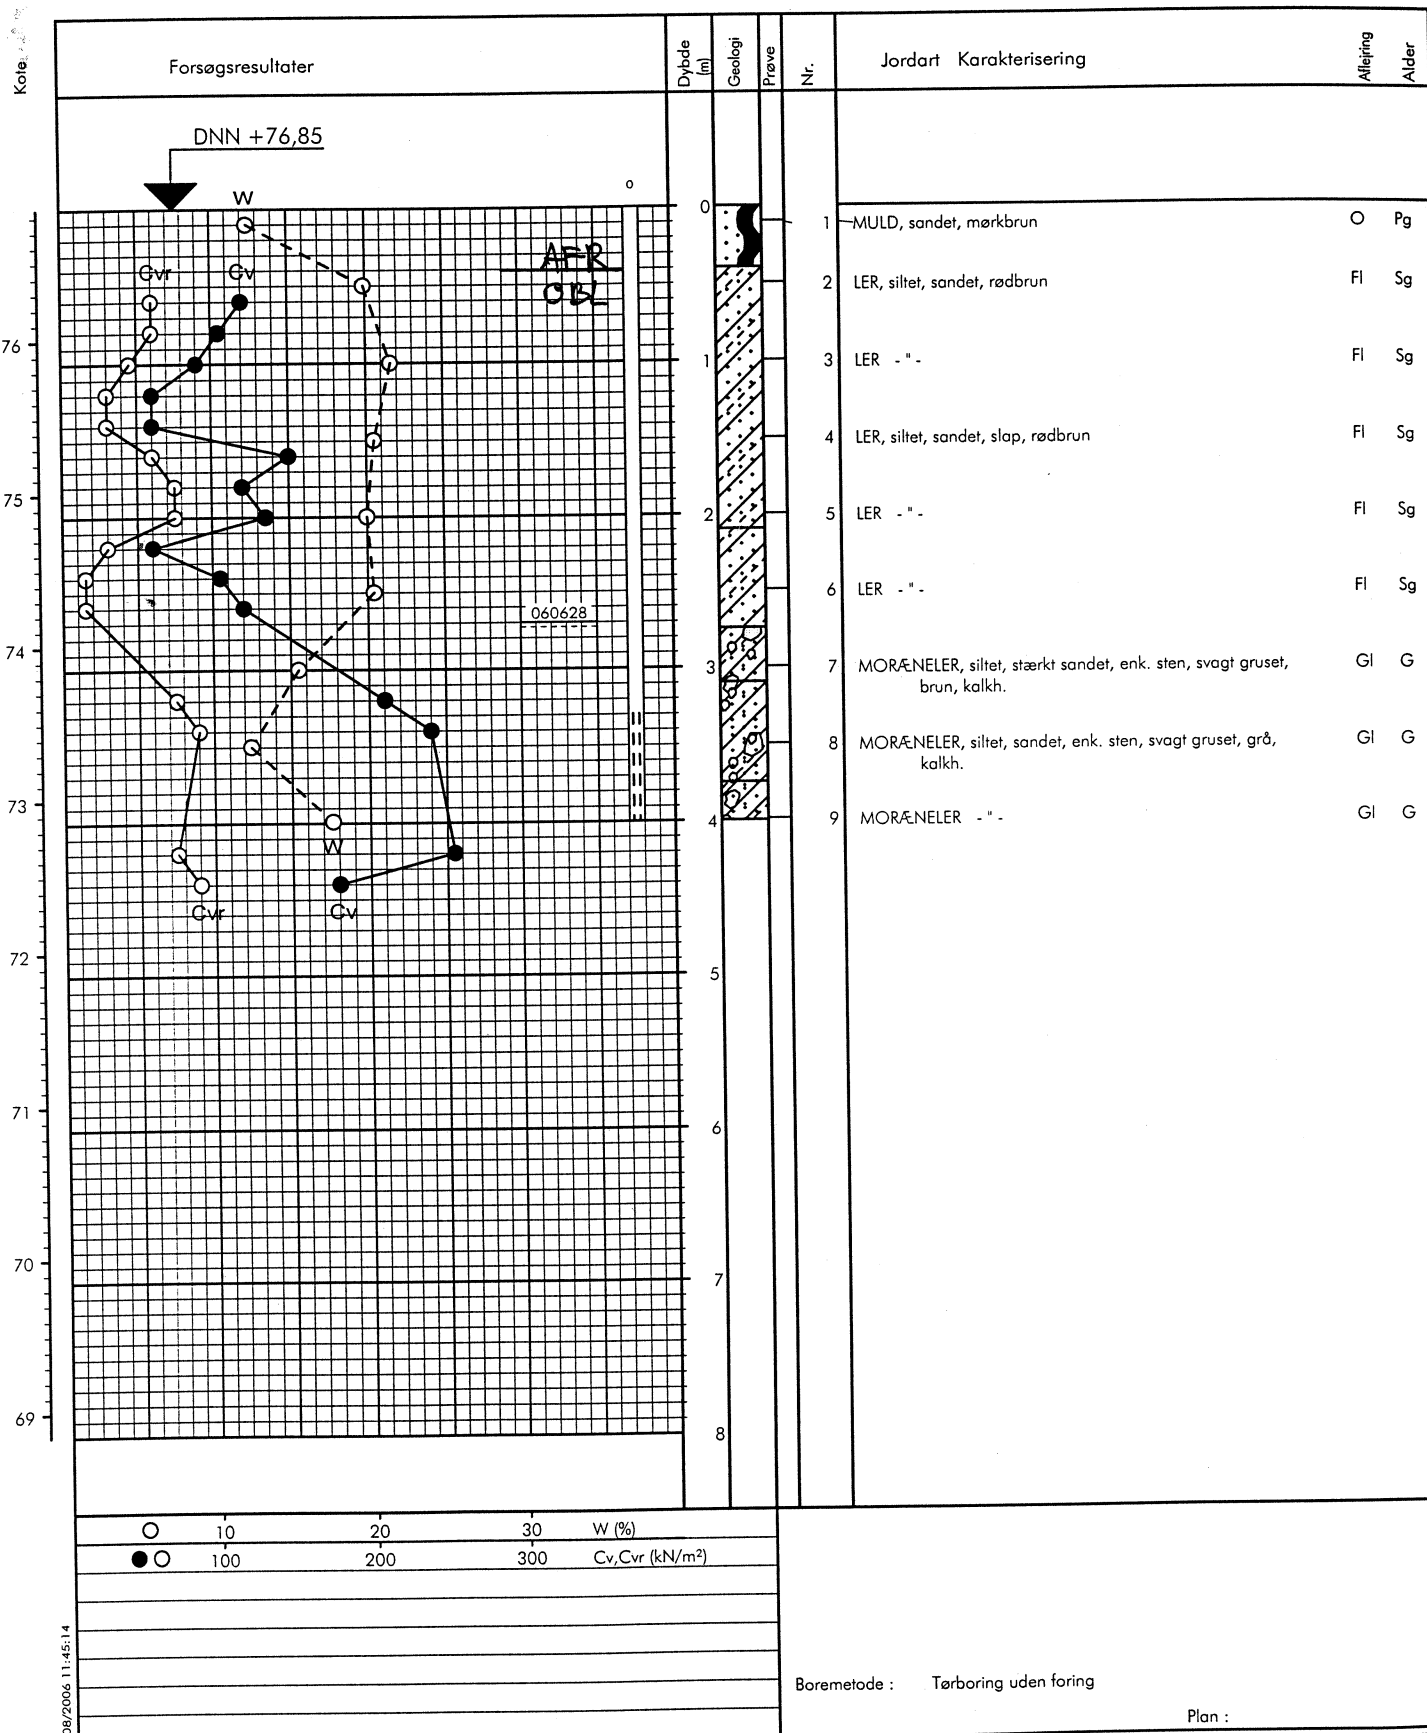 Kote
Forsøgsresultater
Dybde (m)
Geologi
Prøve
Nr.
Jordart Karakterisering
Aflejring
Alder
DNN +76,85
o
W
0
AFR
OBL
Cvr
Cv
1 MULD, sandet, mørkbrun O Pg
2 LER, siltet, sandet, rødbrun Fl Sg
76
1
3 LER - " - Fl Sg
4 LER, siltet, sandet, slap, rødbrun Fl Sg
75
2
5 LER - " - Fl Sg
6 LER - " - Fl Sg
060628
74
3
7 MORÆNELER, siltet, stærkt sandet, enk. sten, svagt gruset, Gl G
brun, kalkh.
8 MORÆNELER, siltet, sandet, enk. sten, svagt gruset, grå, Gl G
kalkh.
73
4
9 MORÆNELER - " - Gl G
W
Cvr
Cv
72
5
71
6
70
7
69
8
10 20 30 W (%)
100 200 300 Cv,Cvr (kN/m²)
08/2006 11:45:14
Boremetode : Tørboring uden foring
Plan :